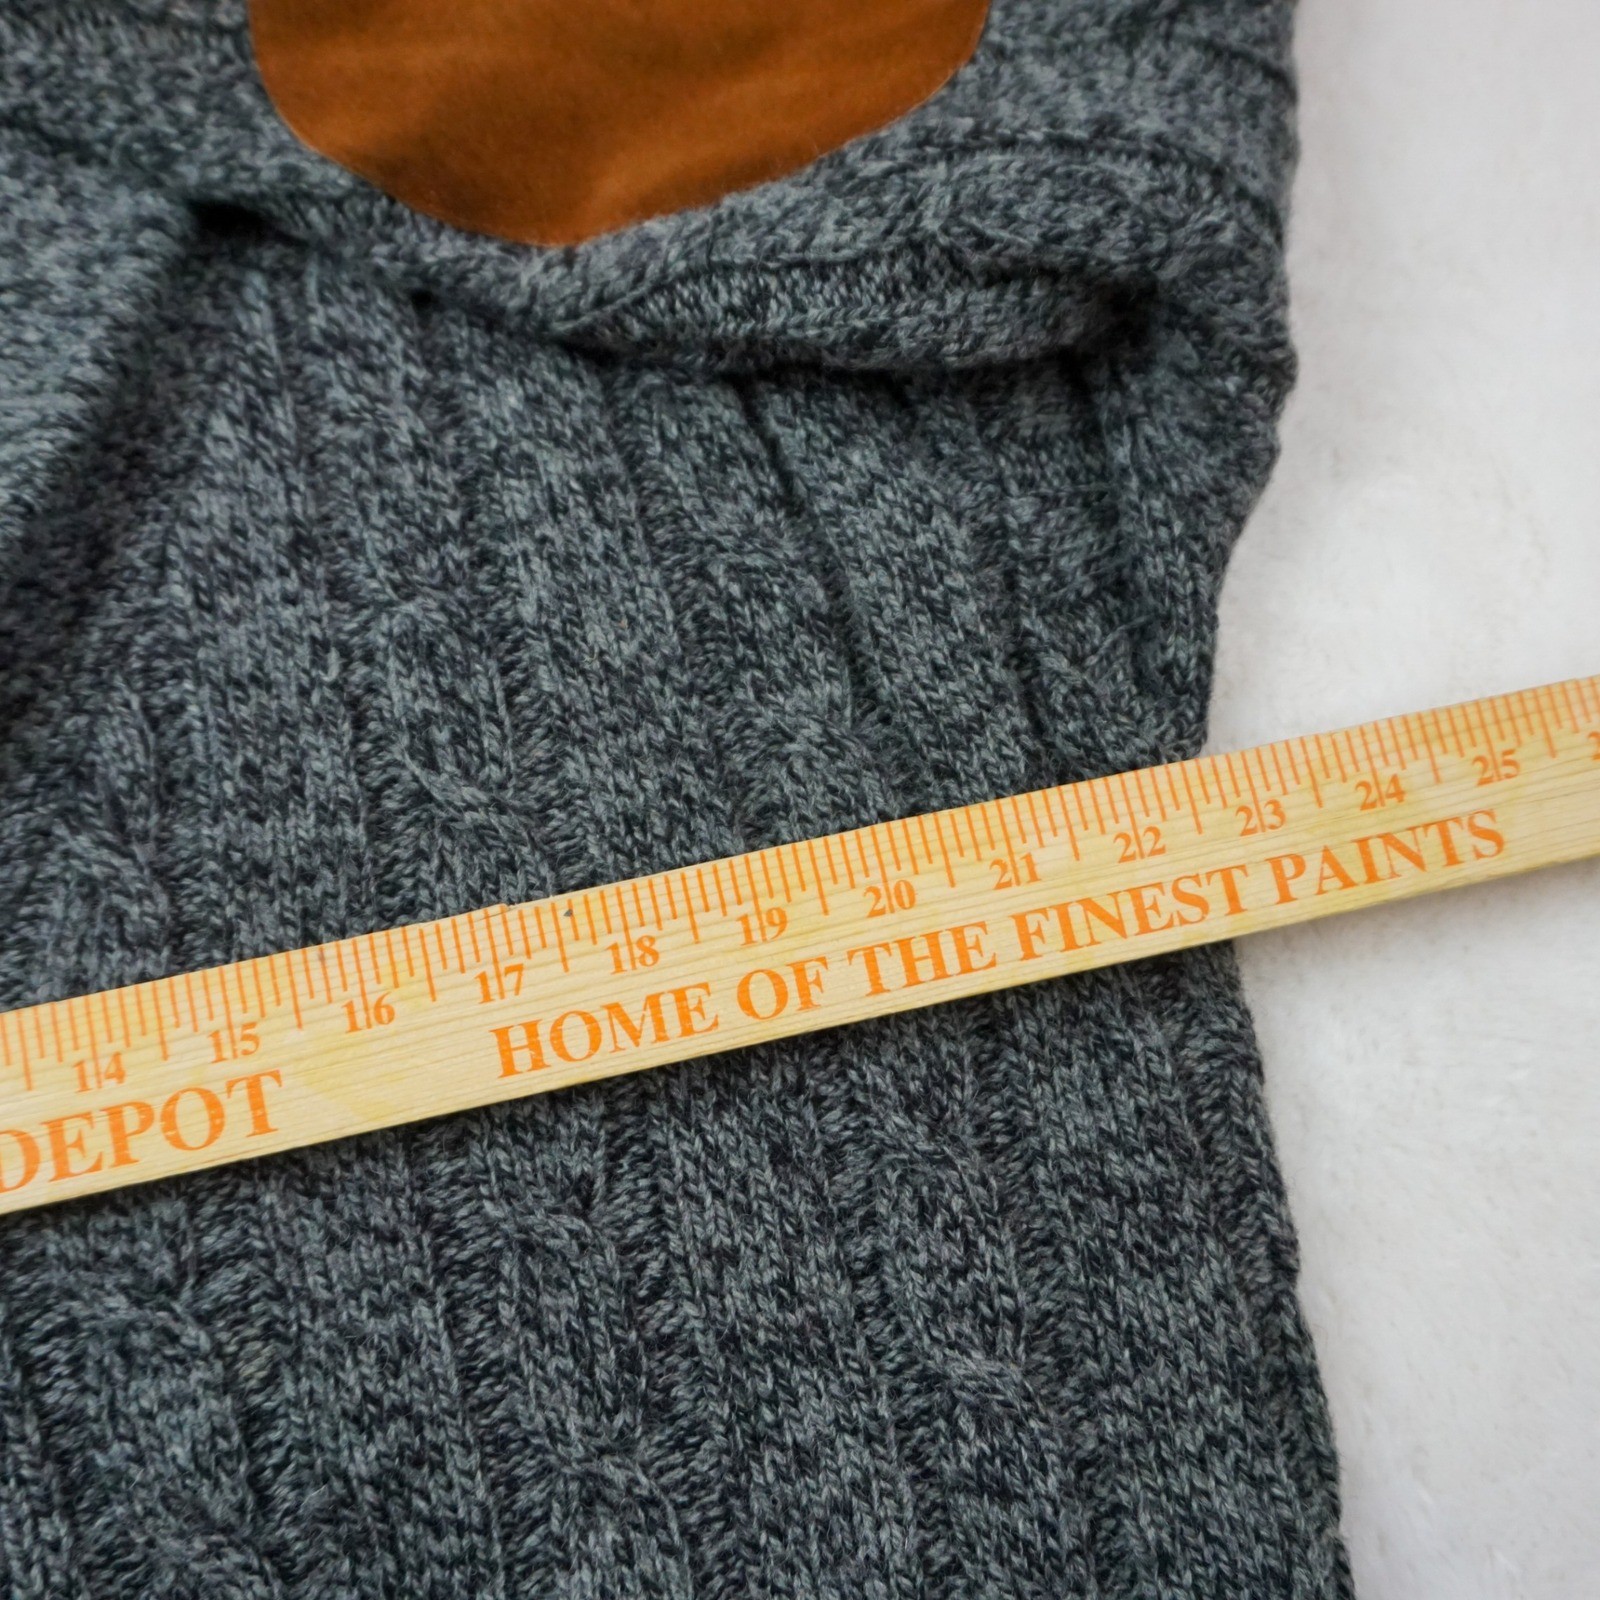 14 15 16 17 18 19 20 21 22 23 24 25
DEPOT HOME OF THE FINEST PAINTS